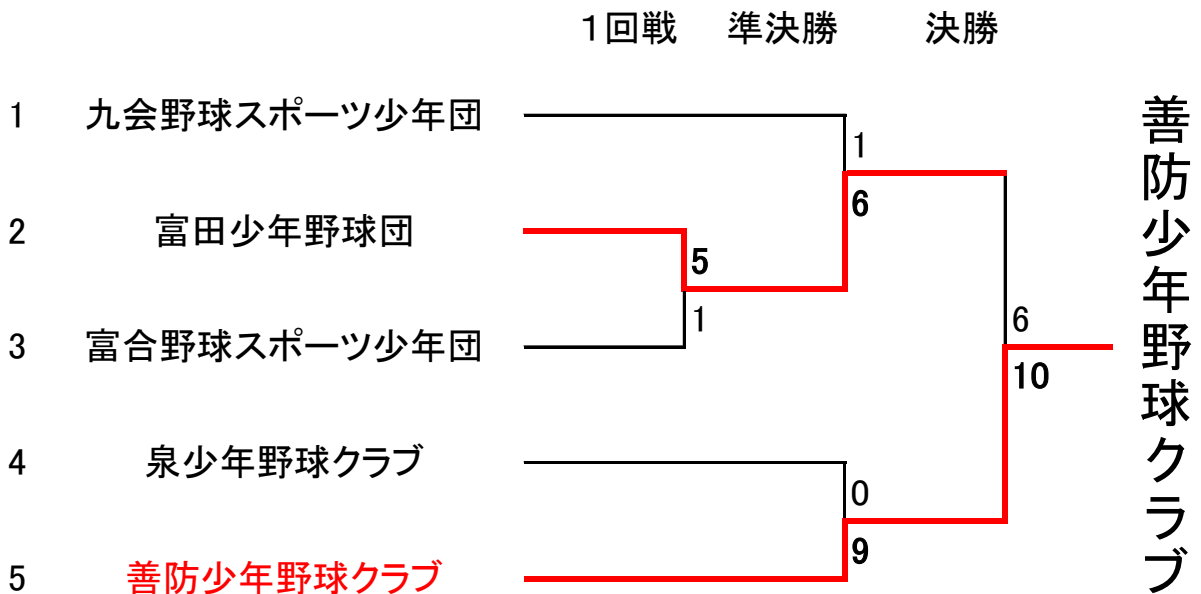 １回戦 準決勝 決勝
1 九会野球スポーツ少年団
1
6
2 富田少年野球団
5
1
3 富合野球スポーツ少年団
6
10
4 泉少年野球クラブ
0
9
5 善防少年野球クラブ
善防少年野球クラブ